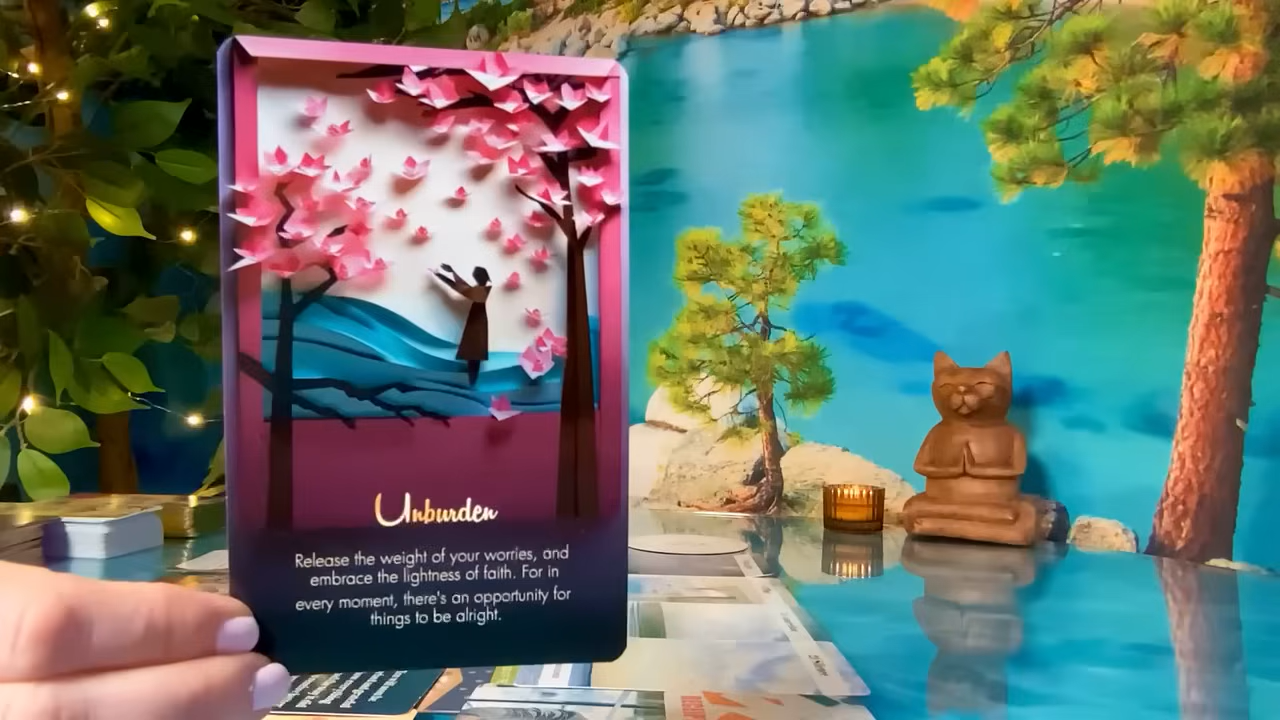 Unburden
Release the weight of your worries, and
embrace the lightness of faith. For in
every moment, there's an opportunity for
things to be alright.